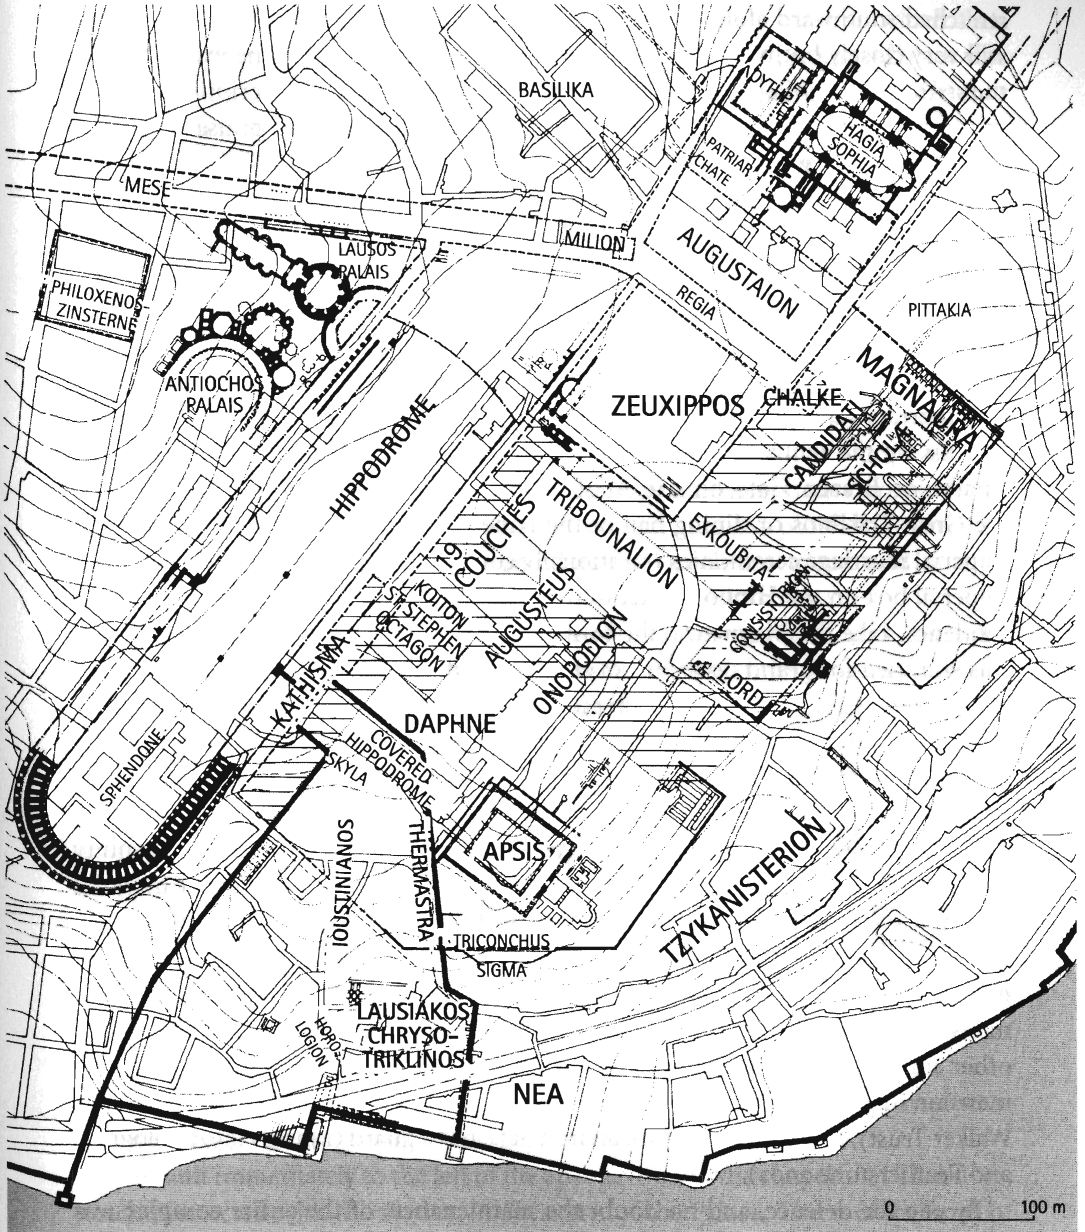 BASILIKA
HAGIA
SOPHIA
PATRIAR
CHATE
MESE
MILION
AUGUSTAION
LAUSOS
PALAIS
REGIA
PHILOXENOS
ZINSTERNE
PITTAKIA
ANTIOCHOS
PALAIS
ZEUXIPPOS
CHALKE
MAGNAURA
HIPPODROME
CANDIDATI
SCHOLAE
TRIBOUNALION
19
COUCHES
EXKOUBITA
KOITON
ST. STEPHEN
OCTAGON
AUGUSTEUS
ONOPODION
CONSISTORION
LORD
KATHISMA
DAPHNE
COVERED
HIPPODROME
SKYLA
SPHENDONE
APSIS
IOUSTINIANOS
THERMASTRA
TZYKANISTERION
TRICONCHUS
SIGMA
LAUSIAKOS
CHRYSO-
TRIKLINOS
HORO-
LOGION
NEA
0 100 m